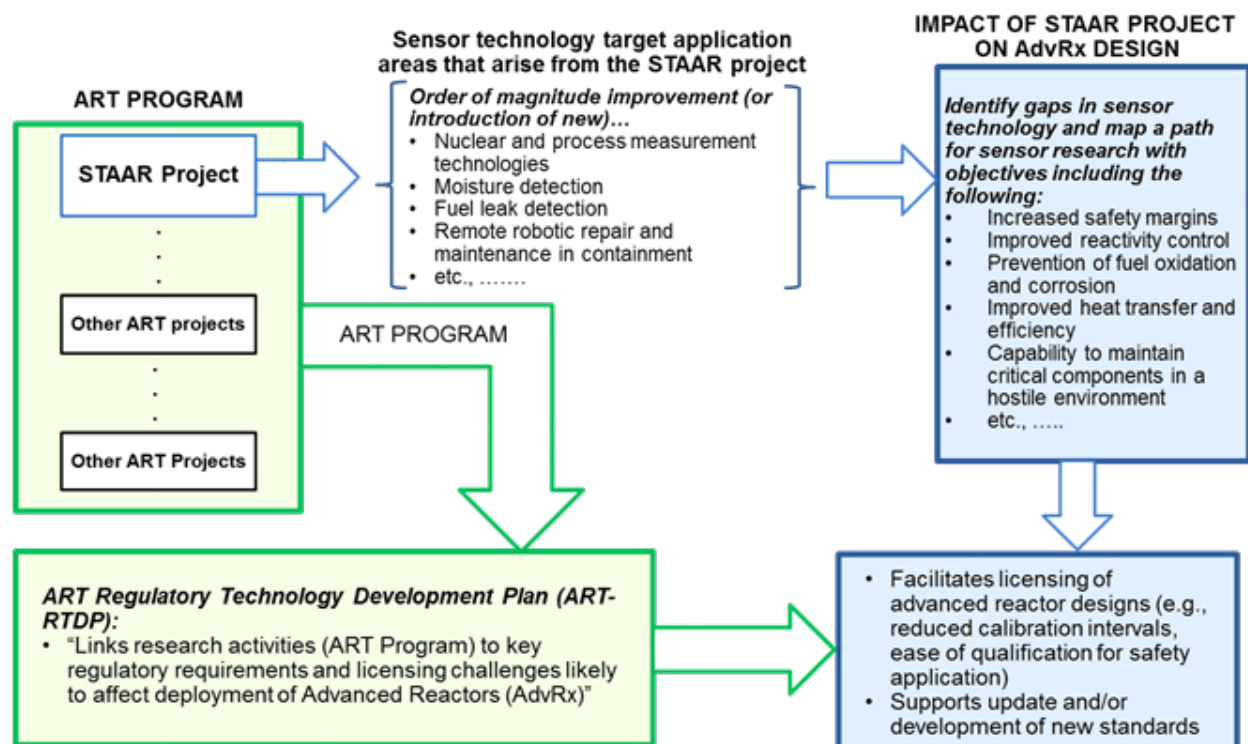 ART PROGRAM
STAAR Project
Other ART projects
Other ART Projects
Sensor technology target application
areas that arise from the STAAR project
Order of magnitude improvement (or
introduction of new)…
• Nuclear and process measurement
technologies
• Moisture detection
• Fuel leak detection
• Remote robotic repair and
maintenance in containment
• etc., …….
IMPACT OF STAAR PROJECT
ON AdvRx DESIGN
Identify gaps in sensor
technology and map a path
for sensor research with
objectives including the
following:
• Increased safety margins
• Improved reactivity control
• Prevention of fuel oxidation
and corrosion
• Improved heat transfer and
efficiency
• Capability to maintain
critical components in a
hostile environment
• etc., …..
ART PROGRAM
ART Regulatory Technology Development Plan (ART-
RTDP):
• “Links research activities (ART Program) to key
regulatory requirements and licensing challenges likely
to affect deployment of Advanced Reactors (AdvRx)”
• Facilitates licensing of
advanced reactor designs (e.g.,
reduced calibration intervals,
ease of qualification for safety
application)
• Supports update and/or
development of new standards